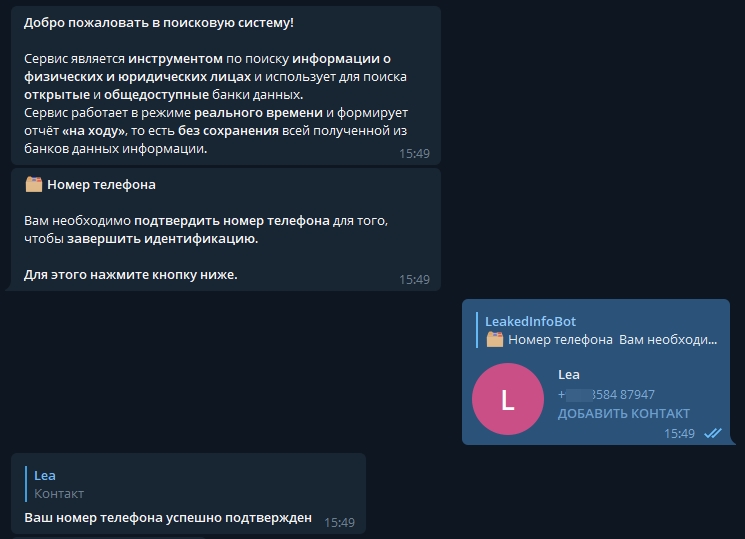 Добро пожаловать в поисковую систему!
Сервис является инструментом по поиску информации о
физических и юридических лицах и использует для поиска
открытые и общедоступные банки данных.
Сервис работает в режиме реального времени и формирует
отчёт «на ходу», то есть без сохранения всей полученной из
банков данных информации.
15:49
Номер телефона
Вам необходимо подтвердить номер телефона для того,
чтобы завершить идентификацию.
Для этого нажмите кнопку ниже.
15:49
LeakedInfoBot
Номер телефона Вам необходи...
L
Lea
+ 3584 87947
ДОБАВИТЬ КОНТАКТ
15:49
Lea
Контакт
Ваш номер телефона успешно подтвержден
15:49